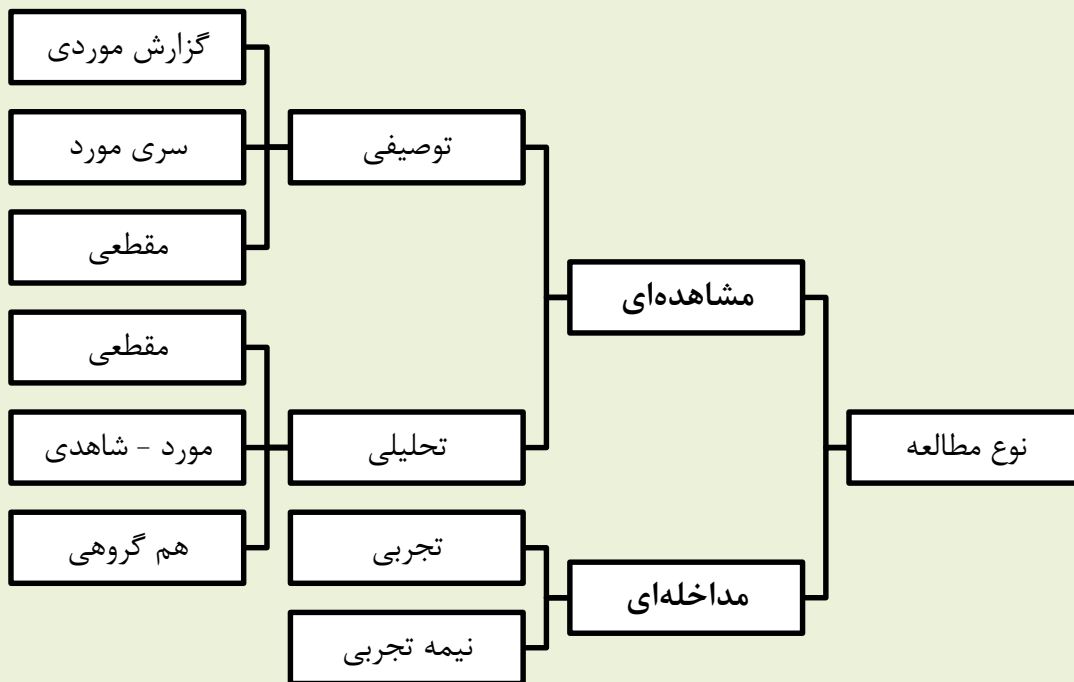 نوع مطالعه
مشاهده‌ای
توصیفی
گزارش موردی
سری مورد
مقطعی
تحلیلی
مقطعی
مورد - شاهدی
هم گروهی
مداخله‌ای
تجربی
نیمه تجربی